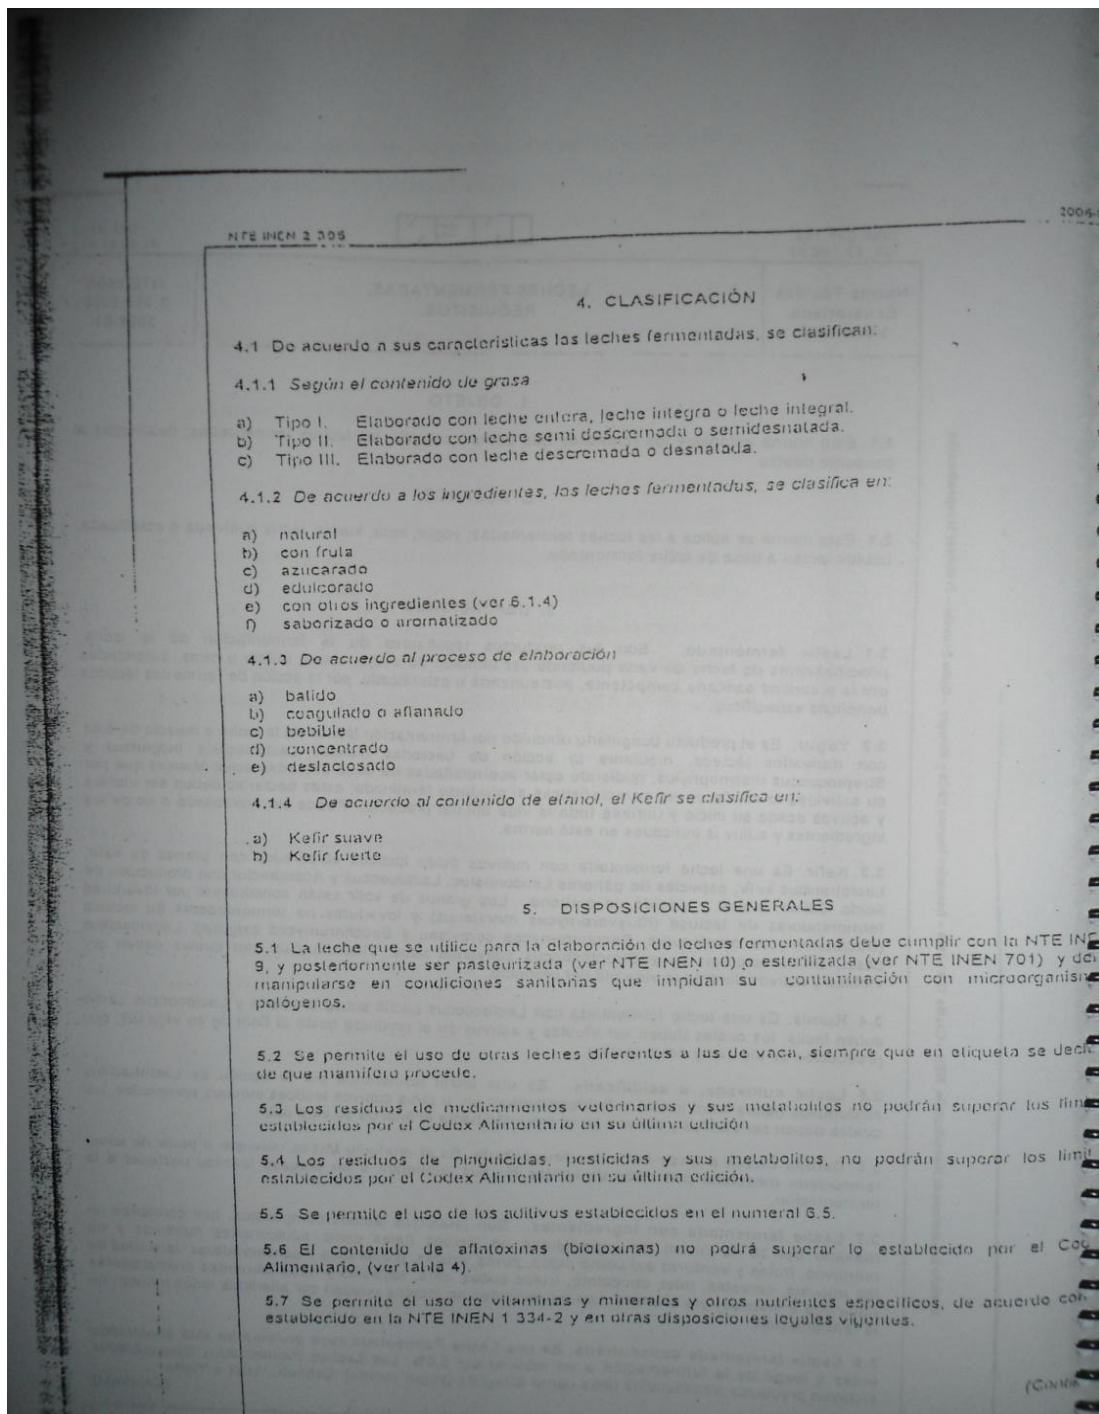 NTE INEN 2 395
4. CLASIFICACIÓN
4.1 De acuerdo a sus características las leches fermentadas, se clasifican:
4.1.1 Según el contenido de grasa
a) Tipo I. Elaborado con leche entera, leche integra o leche integral.
b) Tipo II. Elaborado con leche semi descremada o semidesnatada.
c) Tipo III. Elaborado con leche descremada o desnatada.
4.1.2 De acuerdo a los ingredientes, las leches fermentadas, se clasifica en:
a) natural
b) con fruta
c) azucarado
d) edulcorado
e) con otros ingredientes (ver 6.1.4)
f) saborizado o aromatizado
4.1.3 De acuerdo al proceso de elaboración
a) batido
b) coagulado o aflanado
c) bebible
d) concentrado
e) deslactosado
4.1.4 De acuerdo al contenido de etanol, el Kefir se clasifica en:
a) Kefir suave
b) Kefir fuerte
5. DISPOSICIONES GENERALES
5.1 La leche que se utilice para la elaboración de leches fermentadas debe cumplir con la NTE
9, y posteriormente ser pasteurizada (ver NTE INEN 10) o esterilizada (ver NTE INEN 701) y
manipularse en condiciones sanitarias que impidan su contaminación con
patógenos.
5.2 Se permite el uso de otras leches diferentes a las de vaca, siempre que en etiqueta se
de que mamífero procede.
5.3 Los residuos de medicamentos veterinarios y sus metabolitos no podrán superar los
establecidos por el Codex Alimentario en su última edición
5.4 Los residuos de plaguicidas, pesticidas y sus metabolitos, no podrán superar los
establecidos por el Codex Alimentario en su última edición.
5.5 Se permite el uso de los aditivos establecidos en el numeral 6.5.
5.6 El contenido de aflatoxinas (biotoxinas) no podrá superar lo establecido por el
Alimentario, (ver tabla 4).
5.7 Se permite el uso de vitaminas y minerales y otros nutrientes específicos, de acuerdo
establecido en la NTE INEN 1 334-2 y en otras disposiciones legales vigentes.